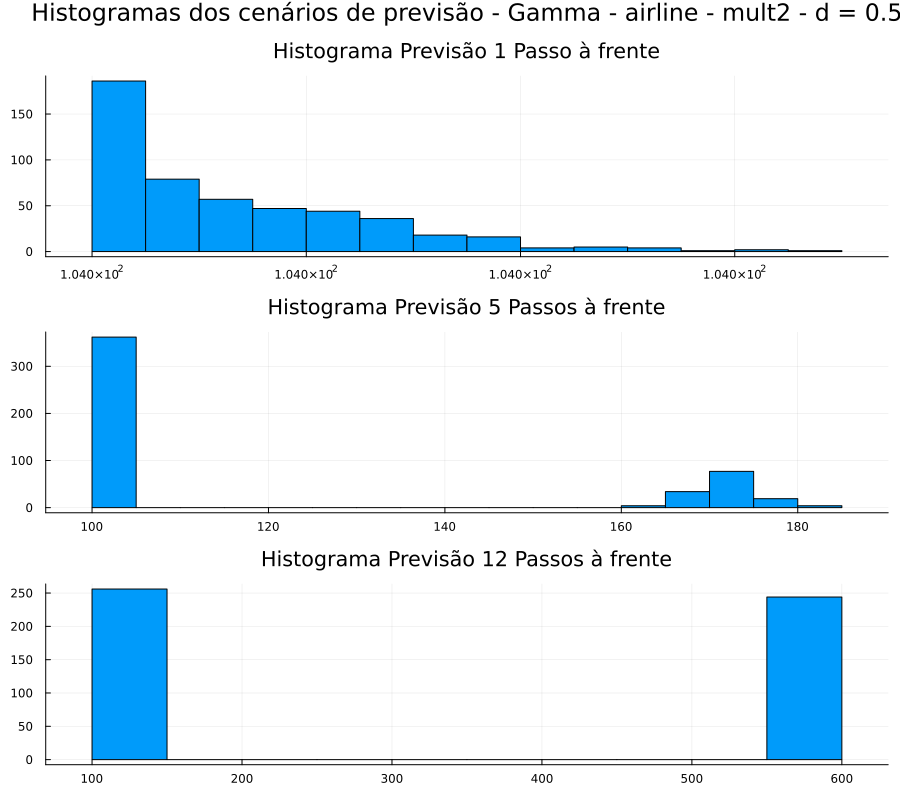 Histogramas dos cenários de previsão - Gamma - airline - mult2 - d = 0.5
Histograma Previsão 1 Passo à frente
150
100
50
0
1.040×10² 1.040×10² 1.040×10² 1.040×10²
Histograma Previsão 5 Passos à frente
300
200
100
0
100 120 140 160 180
Histograma Previsão 12 Passos à frente
250
200
150
100
50
0
100 200 300 400 500 600